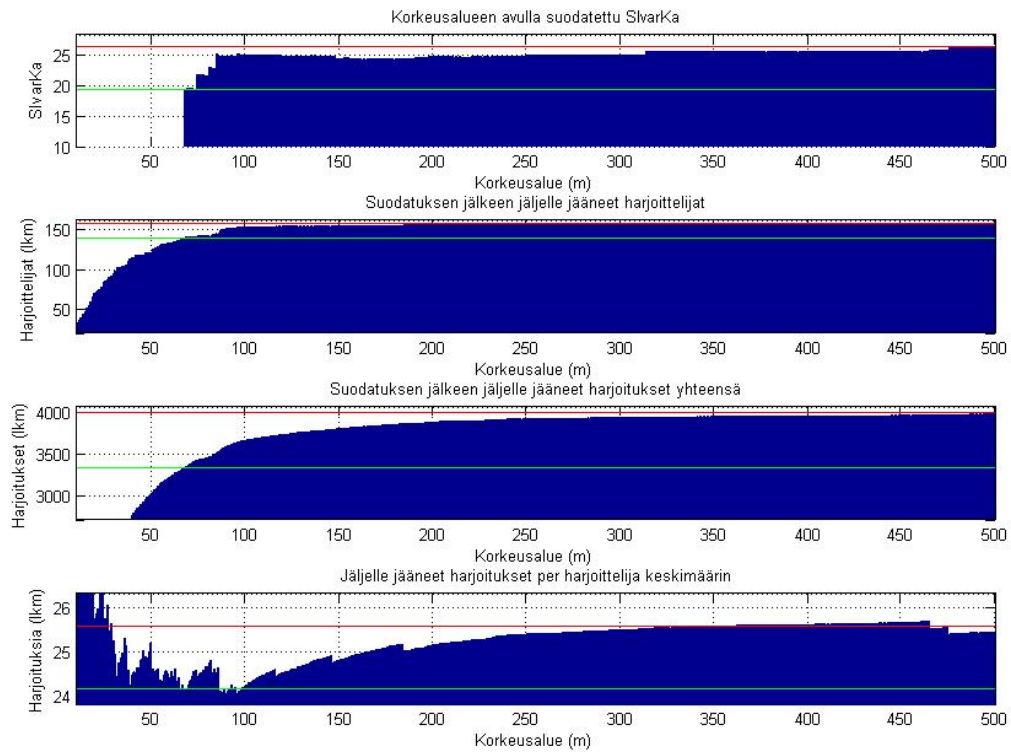 Korkeusalueen avulla suodatettu SIvarKa
SIvarKa
25
20
15
10
50 100 150 200 250 300 350 400 450 500
Korkeusalue (m)
Suodatuksen jälkeen jäljelle jääneet harjoittelijat
Harjoittelijat (lkm)
150
100
50
50 100 150 200 250 300 350 400 450 500
Korkeusalue (m)
Suodatuksen jälkeen jäljelle jääneet harjoitukset yhteensä
Harjoitukset (lkm)
4000
3500
3000
50 100 150 200 250 300 350 400 450 500
Korkeusalue (m)
Jäljelle jääneet harjoitukset per harjoittelija keskimäärin
Harjoituksia (lkm)
26
25
24
50 100 150 200 250 300 350 400 450 500
Korkeusalue (m)